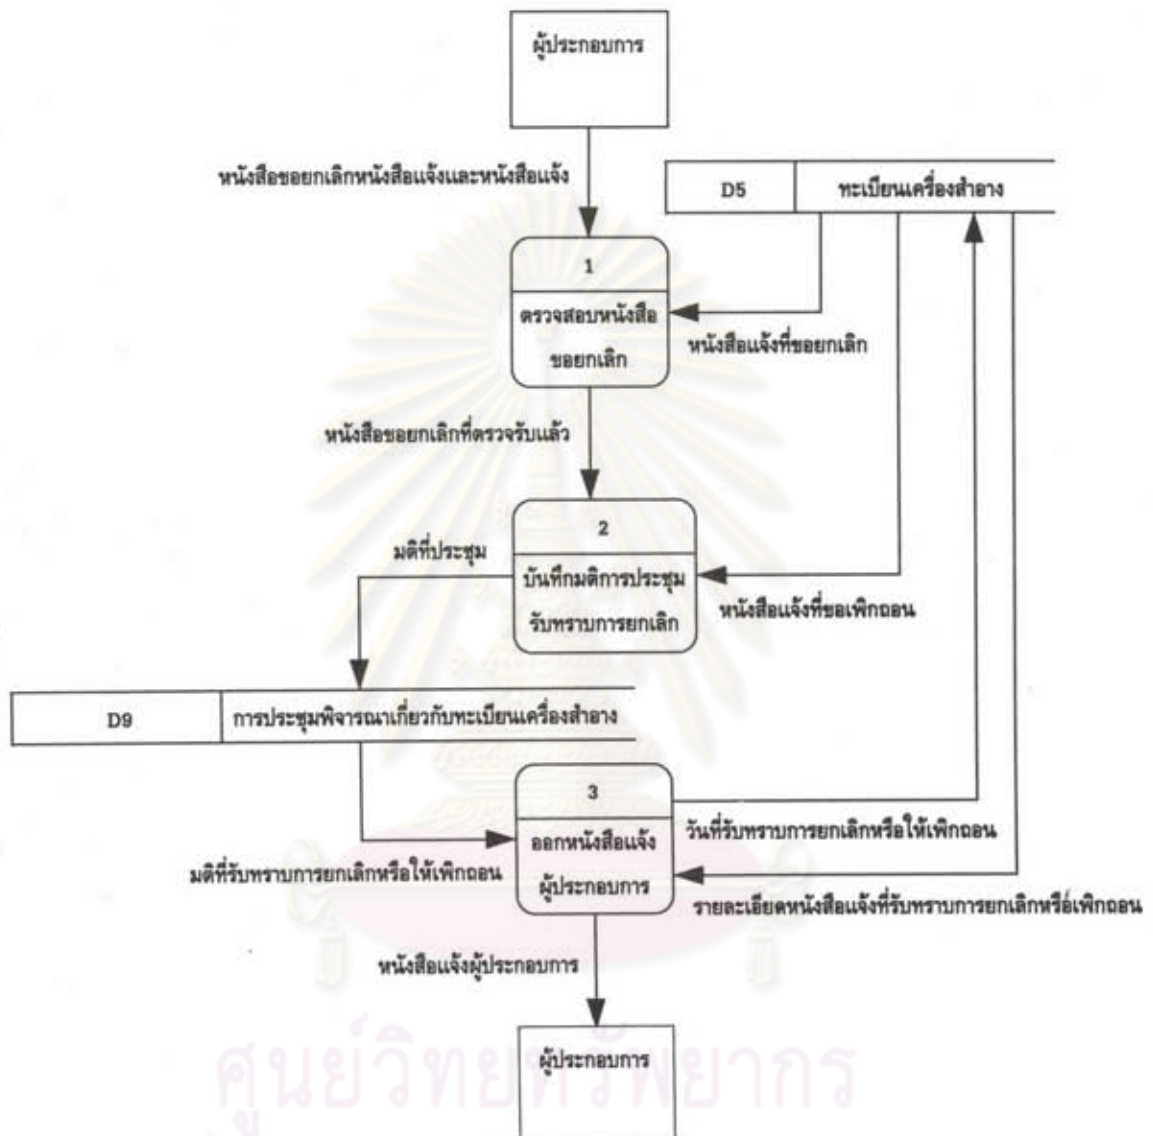 ผู้ประกอบการ
หนังสือขอยกเลิกหนังสือแจ้งและหนังสือแจ้ง
D5 ทะเบียนเครื่องสำอาง
1
ตรวจสอบหนังสือ
ขอยกเลิก
หนังสือแจ้งที่ขอยกเลิก
หนังสือขอยกเลิกที่ตรวจรับแล้ว
2
มติที่ประชุม
บันทึกมติการประชุม
รับทราบการยกเลิก
หนังสือแจ้งที่ขอเพิกถอน
D9 การประชุมพิจารณาเกี่ยวกับทะเบียนเครื่องสำอาง
3
ออกหนังสือแจ้ง
ผู้ประกอบการ
วันที่รับทราบการยกเลิกหรือให้เพิกถอน
มติที่รับทราบการยกเลิกหรือให้เพิกถอน
รายละเอียดหนังสือแจ้งที่รับทราบการยกเลิกหรือเพิกถอน
หนังสือแจ้งผู้ประกอบการ
ผู้ประกอบการ
ศูนย์วิทยทรัพยากร